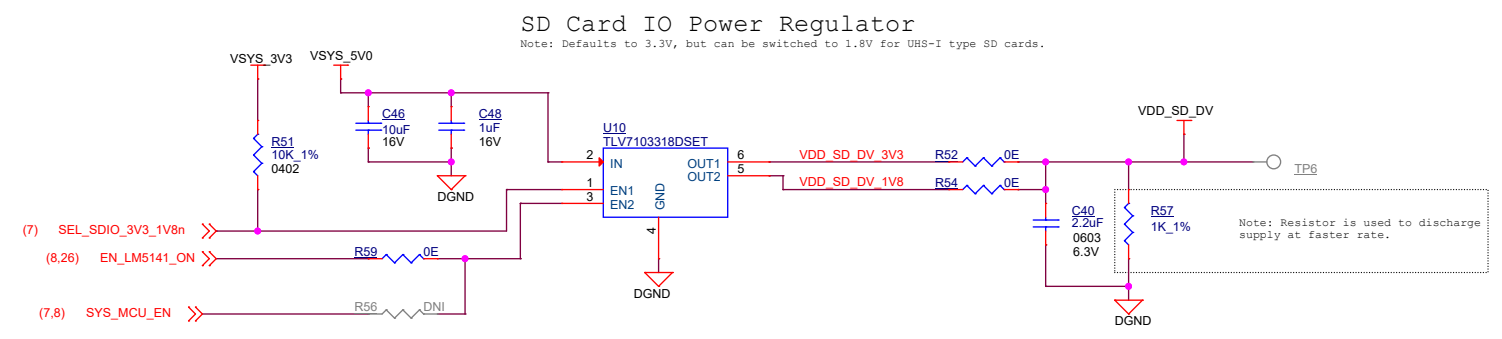 SD Card IO Power Regulator
Note: Defaults to 3.3V, but can be switched to 1.8V for UHS-I type SD cards.
VSYS_3V3
VSYS_5V0
R51
10K_1%
0402
C46
10uF
16V
C48
1uF
16V
DGND
U10
TLV7103318DSET
2
IN
1
EN1
3
EN2
GND
4
OUT1
6
OUT2
5
DGND
VDD_SD_DV_3V3
R52
0E
VDD_SD_DV_1V8
R54
0E
VDD_SD_DV
TP6
C40
2.2uF
0603
6.3V
R57
1K_1%
Note: Resistor is used to discharge
supply at faster rate.
DGND
(7) SEL_SDIO_3V3_1V8n
(8,26) EN_LM5141_ON
R59
0E
(7,8) SYS_MCU_EN
R56
DNI